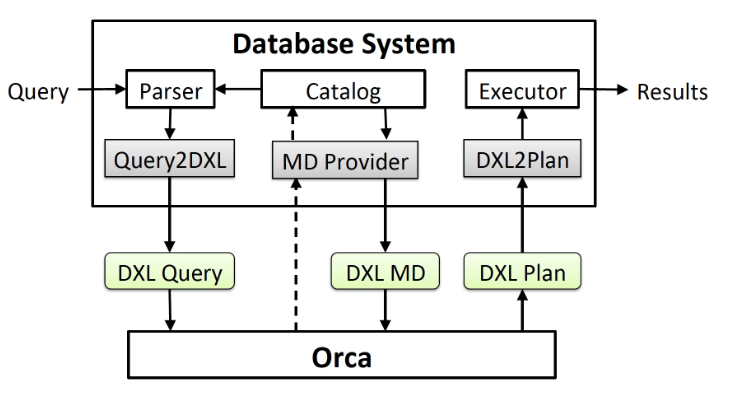 Database System
Query
Parser
Catalog
Executor
Results
Query2DXL
MD Provider
DXL2Plan
DXL Query
DXL MD
DXL Plan
Orca